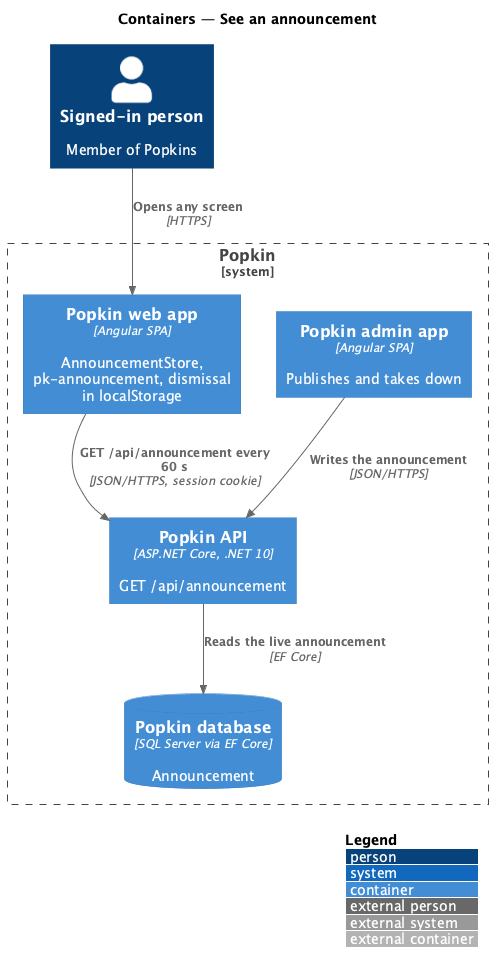 Containers — See an announcement
Signed-in person
Member of Popkins
Opens any screen
[HTTPS]
Popkin
[system]
Popkin web app
[Angular SPA]
AnnouncementStore,
pk-announcement, dismissal
in localStorage
Popkin admin app
[Angular SPA]
Publishes and takes down
GET /api/announcement every
60 s
[JSON/HTTPS, session cookie]
Writes the announcement
[JSON/HTTPS]
Popkin API
[ASP.NET Core, .NET 10]
GET /api/announcement
Reads the live announcement
[EF Core]
Popkin database
[SQL Server via EF Core]
Announcement
Legend
person
system
container
external person
external system
external container